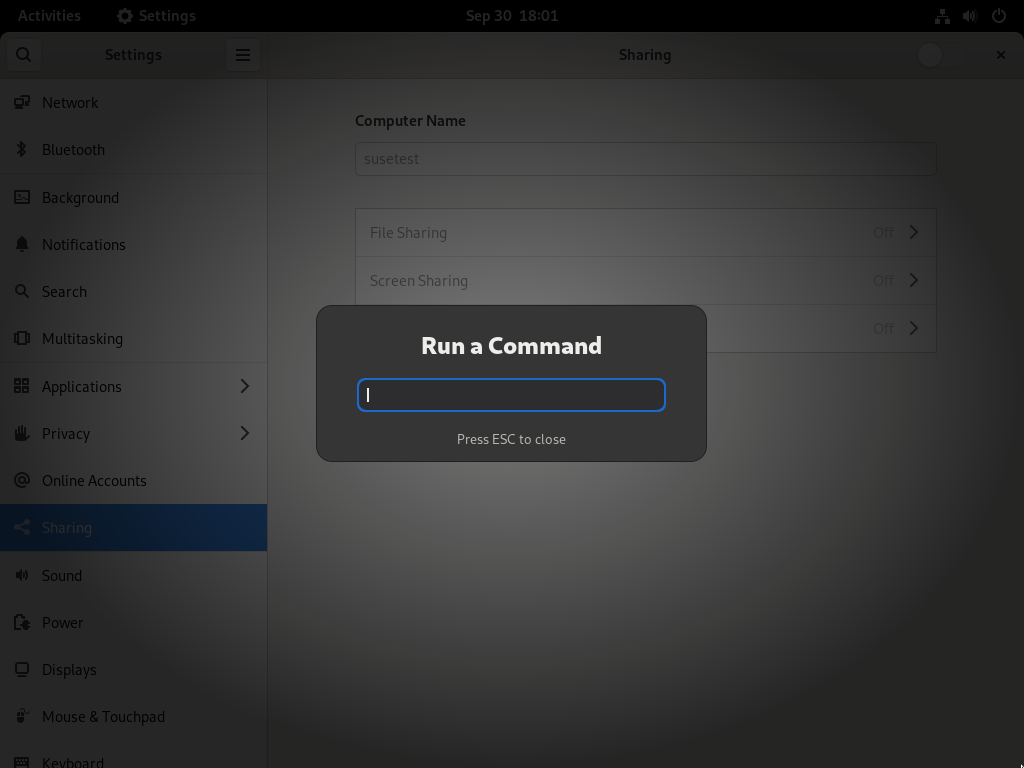 Activities Settings Sep 30 18:01
Settings Sharing
Network
Bluetooth
Background
Notifications
Search
Multitasking
Applications
Privacy
Online Accounts
Sharing
Sound
Power
Displays
Mouse & Touchpad
Keyboard
Computer Name
susetest
File Sharing Off
Screen Sharing Off
Off
Run a Command
Press ESC to close